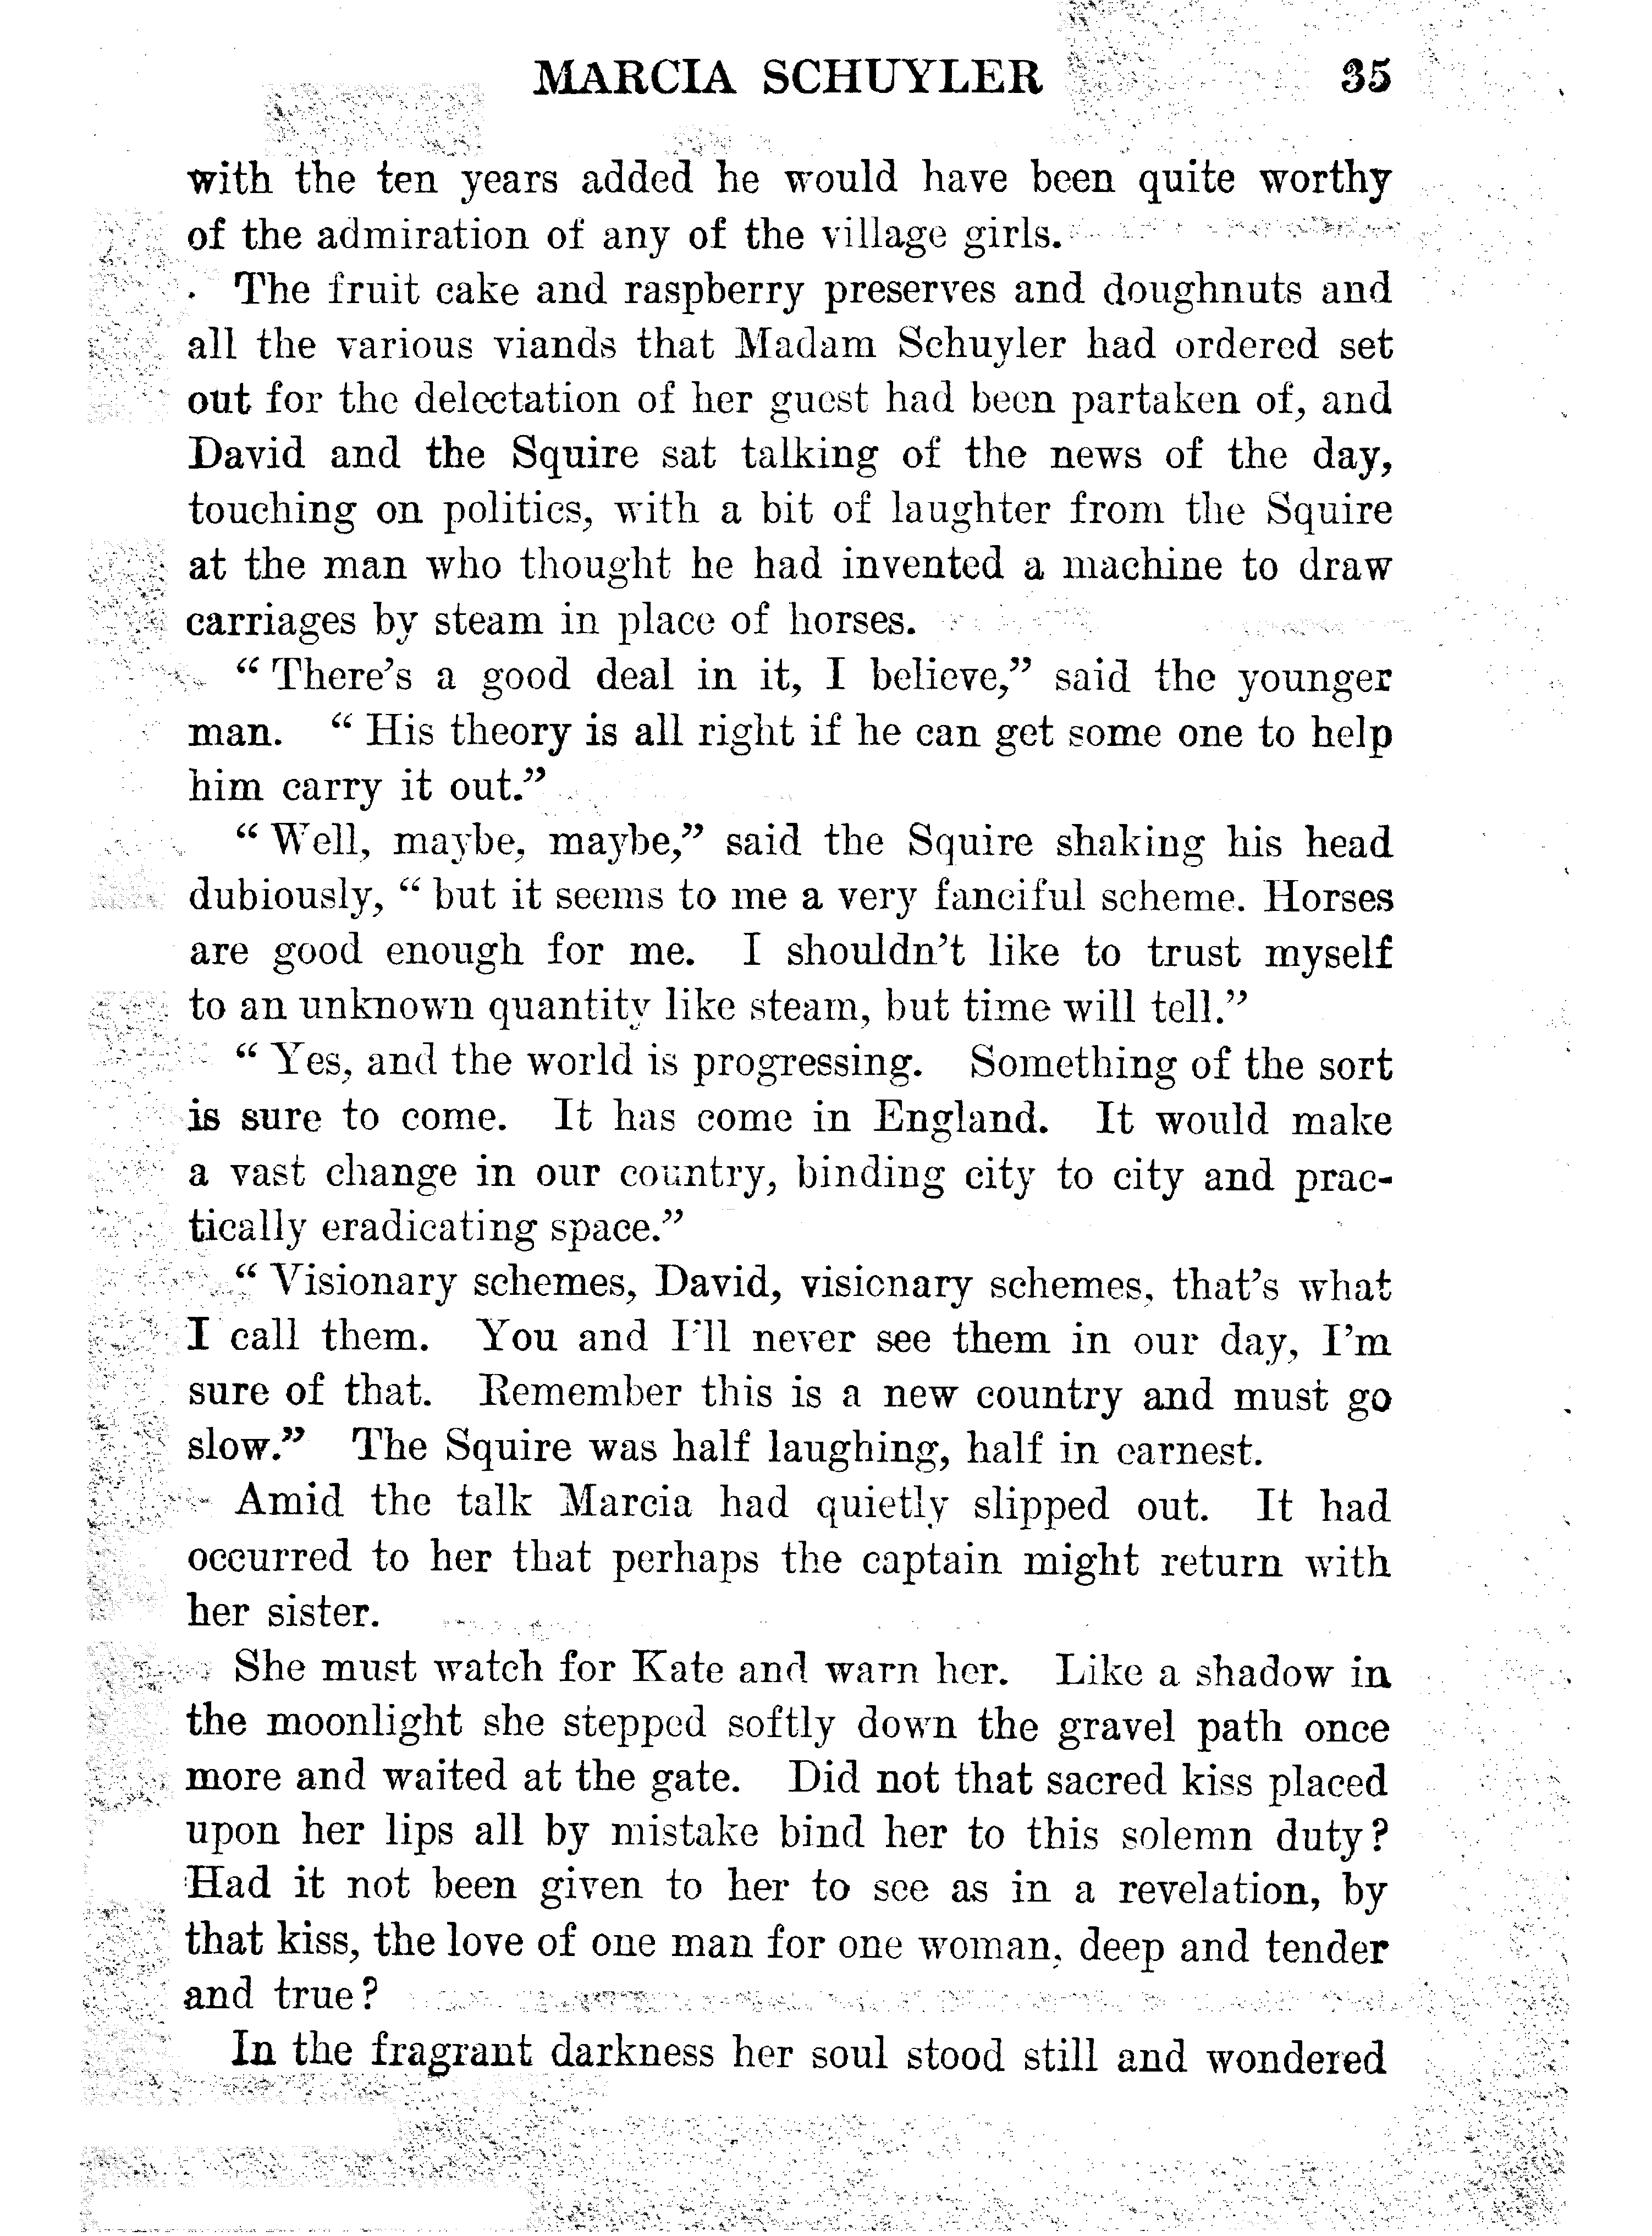 MARCIA SCHUYLER 35
with the ten years added he would have been quite worthy
of the admiration of any of the village girls.
The fruit cake and raspberry preserves and doughnuts and
all the various viands that Madam Schuyler had ordered set
out for the delectation of her guest had been partaken of, and
David and the Squire sat talking of the news of the day,
touching on politics, with a bit of laughter from the Squire
at the man who thought he had invented a machine to draw
carriages by steam in place of horses.
“There’s a good deal in it, I believe,” said the younger
man. “His theory is all right if he can get some one to help
him carry it out.”
“Well, maybe, maybe,” said the Squire shaking his head
dubiously, “but it seems to me a very fanciful scheme. Horses
are good enough for me. I shouldn’t like to trust myself
to an unknown quantity like steam, but time will tell.”
“Yes, and the world is progressing. Something of the sort
is sure to come. It has come in England. It would make
a vast change in our country, binding city to city and prac-
tically eradicating space.”
“Visionary schemes, David, visionary schemes, that’s what
I call them. You and I’ll never see them in our day, I’m
sure of that. Remember this is a new country and must go
slow.” The Squire was half laughing, half in earnest.
Amid the talk Marcia had quietly slipped out. It had
occurred to her that perhaps the captain might return with
her sister.
She must watch for Kate and warn her. Like a shadow in
the moonlight she stepped softly down the gravel path once
more and waited at the gate. Did not that sacred kiss placed
upon her lips all by mistake bind her to this solemn duty?
Had it not been given to her to see as in a revelation, by
that kiss, the love of one man for one woman, deep and tender
and true?
In the fragrant darkness her soul stood still and wondered